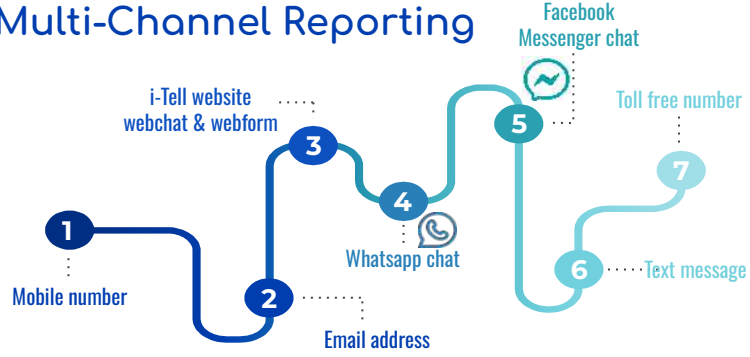 Multi-Channel Reporting
1
Mobile number
2
Email address
3
i-Tell website
webchat & webform
4
Whatsapp chat
5
Facebook
Messenger chat
6
Text message
7
Toll free number